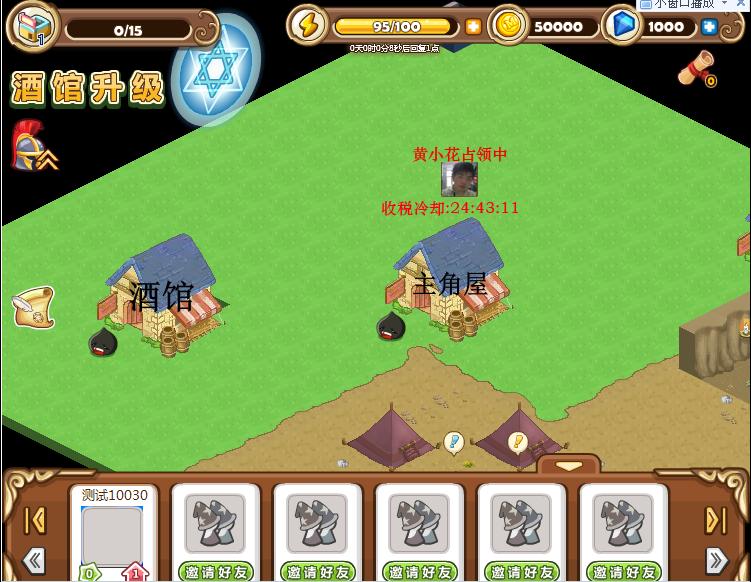 小窗口播放
1
0/15
95/100
50000
1000
0天0时0分8秒后回复1点
0
酒馆升级
黄小花占领中
收税冷却:24:43:11
酒馆
主角屋
测试10030
0
1
邀请好友
邀请好友
邀请好友
邀请好友
邀请好友